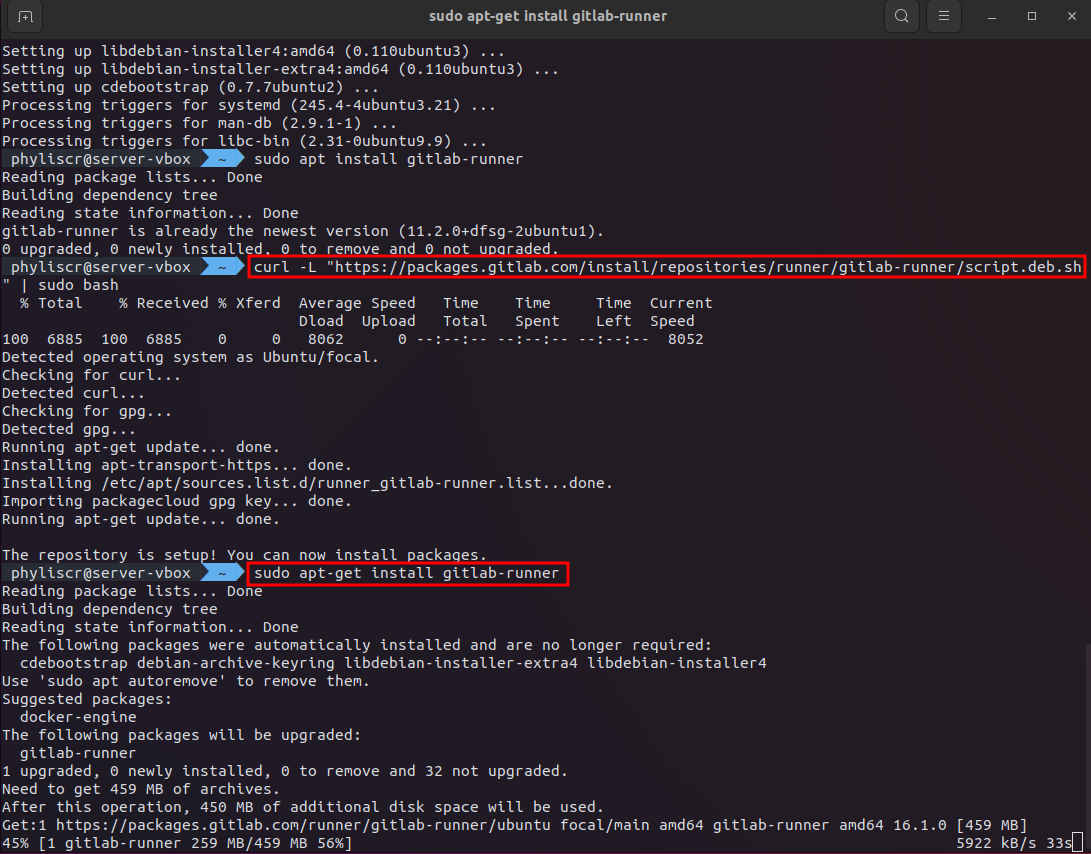 sudo apt-get install gitlab-runner
Setting up libdebian-installer4:amd64 (0.110ubuntu3) ...
Setting up libdebian-installer-extra4:amd64 (0.110ubuntu3) ...
Setting up cdebootstrap (0.7.7ubuntu2) ...
Processing triggers for systemd (245.4-4ubuntu3.21) ...
Processing triggers for man-db (2.9.1-1) ...
Processing triggers for libc-bin (2.31-0ubuntu9.9) ...
phyliscr@server-vbox ~ sudo apt install gitlab-runner
Reading package lists... Done
Building dependency tree
Reading state information... Done
gitlab-runner is already the newest version (11.2.0+dfsg-2ubuntu1).
0 upgraded, 0 newly installed, 0 to remove and 0 not upgraded.
phyliscr@server-vbox ~ curl -L "https://packages.gitlab.com/install/repositories/runner/gitlab-runner/script.deb.sh
" | sudo bash
% Total % Received % Xferd Average Speed Time Time Time Current
Dload Upload Total Spent Left Speed
100 6885 100 6885 0 0 8062 0 --:--:-- --:--:-- --:--:-- 8052
Detected operating system as Ubuntu/focal.
Checking for curl...
Detected curl...
Checking for gpg...
Detected gpg...
Running apt-get update... done.
Installing apt-transport-https... done.
Installing /etc/apt/sources.list.d/runner_gitlab-runner.list...done.
Importing packagecloud gpg key... done.
Running apt-get update... done.
The repository is setup! You can now install packages.
phyliscr@server-vbox ~ sudo apt-get install gitlab-runner
Reading package lists... Done
Building dependency tree
Reading state information... Done
The following packages were automatically installed and are no longer required:
cdebootstrap debian-archive-keyring libdebian-installer-extra4 libdebian-installer4
Use 'sudo apt autoremove' to remove them.
Suggested packages:
docker-engine
The following packages will be upgraded:
gitlab-runner
1 upgraded, 0 newly installed, 0 to remove and 32 not upgraded.
Need to get 459 MB of archives.
After this operation, 450 MB of additional disk space will be used.
Get:1 https://packages.gitlab.com/runner/gitlab-runner/ubuntu focal/main amd64 gitlab-runner amd64 16.1.0 [459 MB]
45% [1 gitlab-runner 259 MB/459 MB 56%] 5922 kB/s 33s